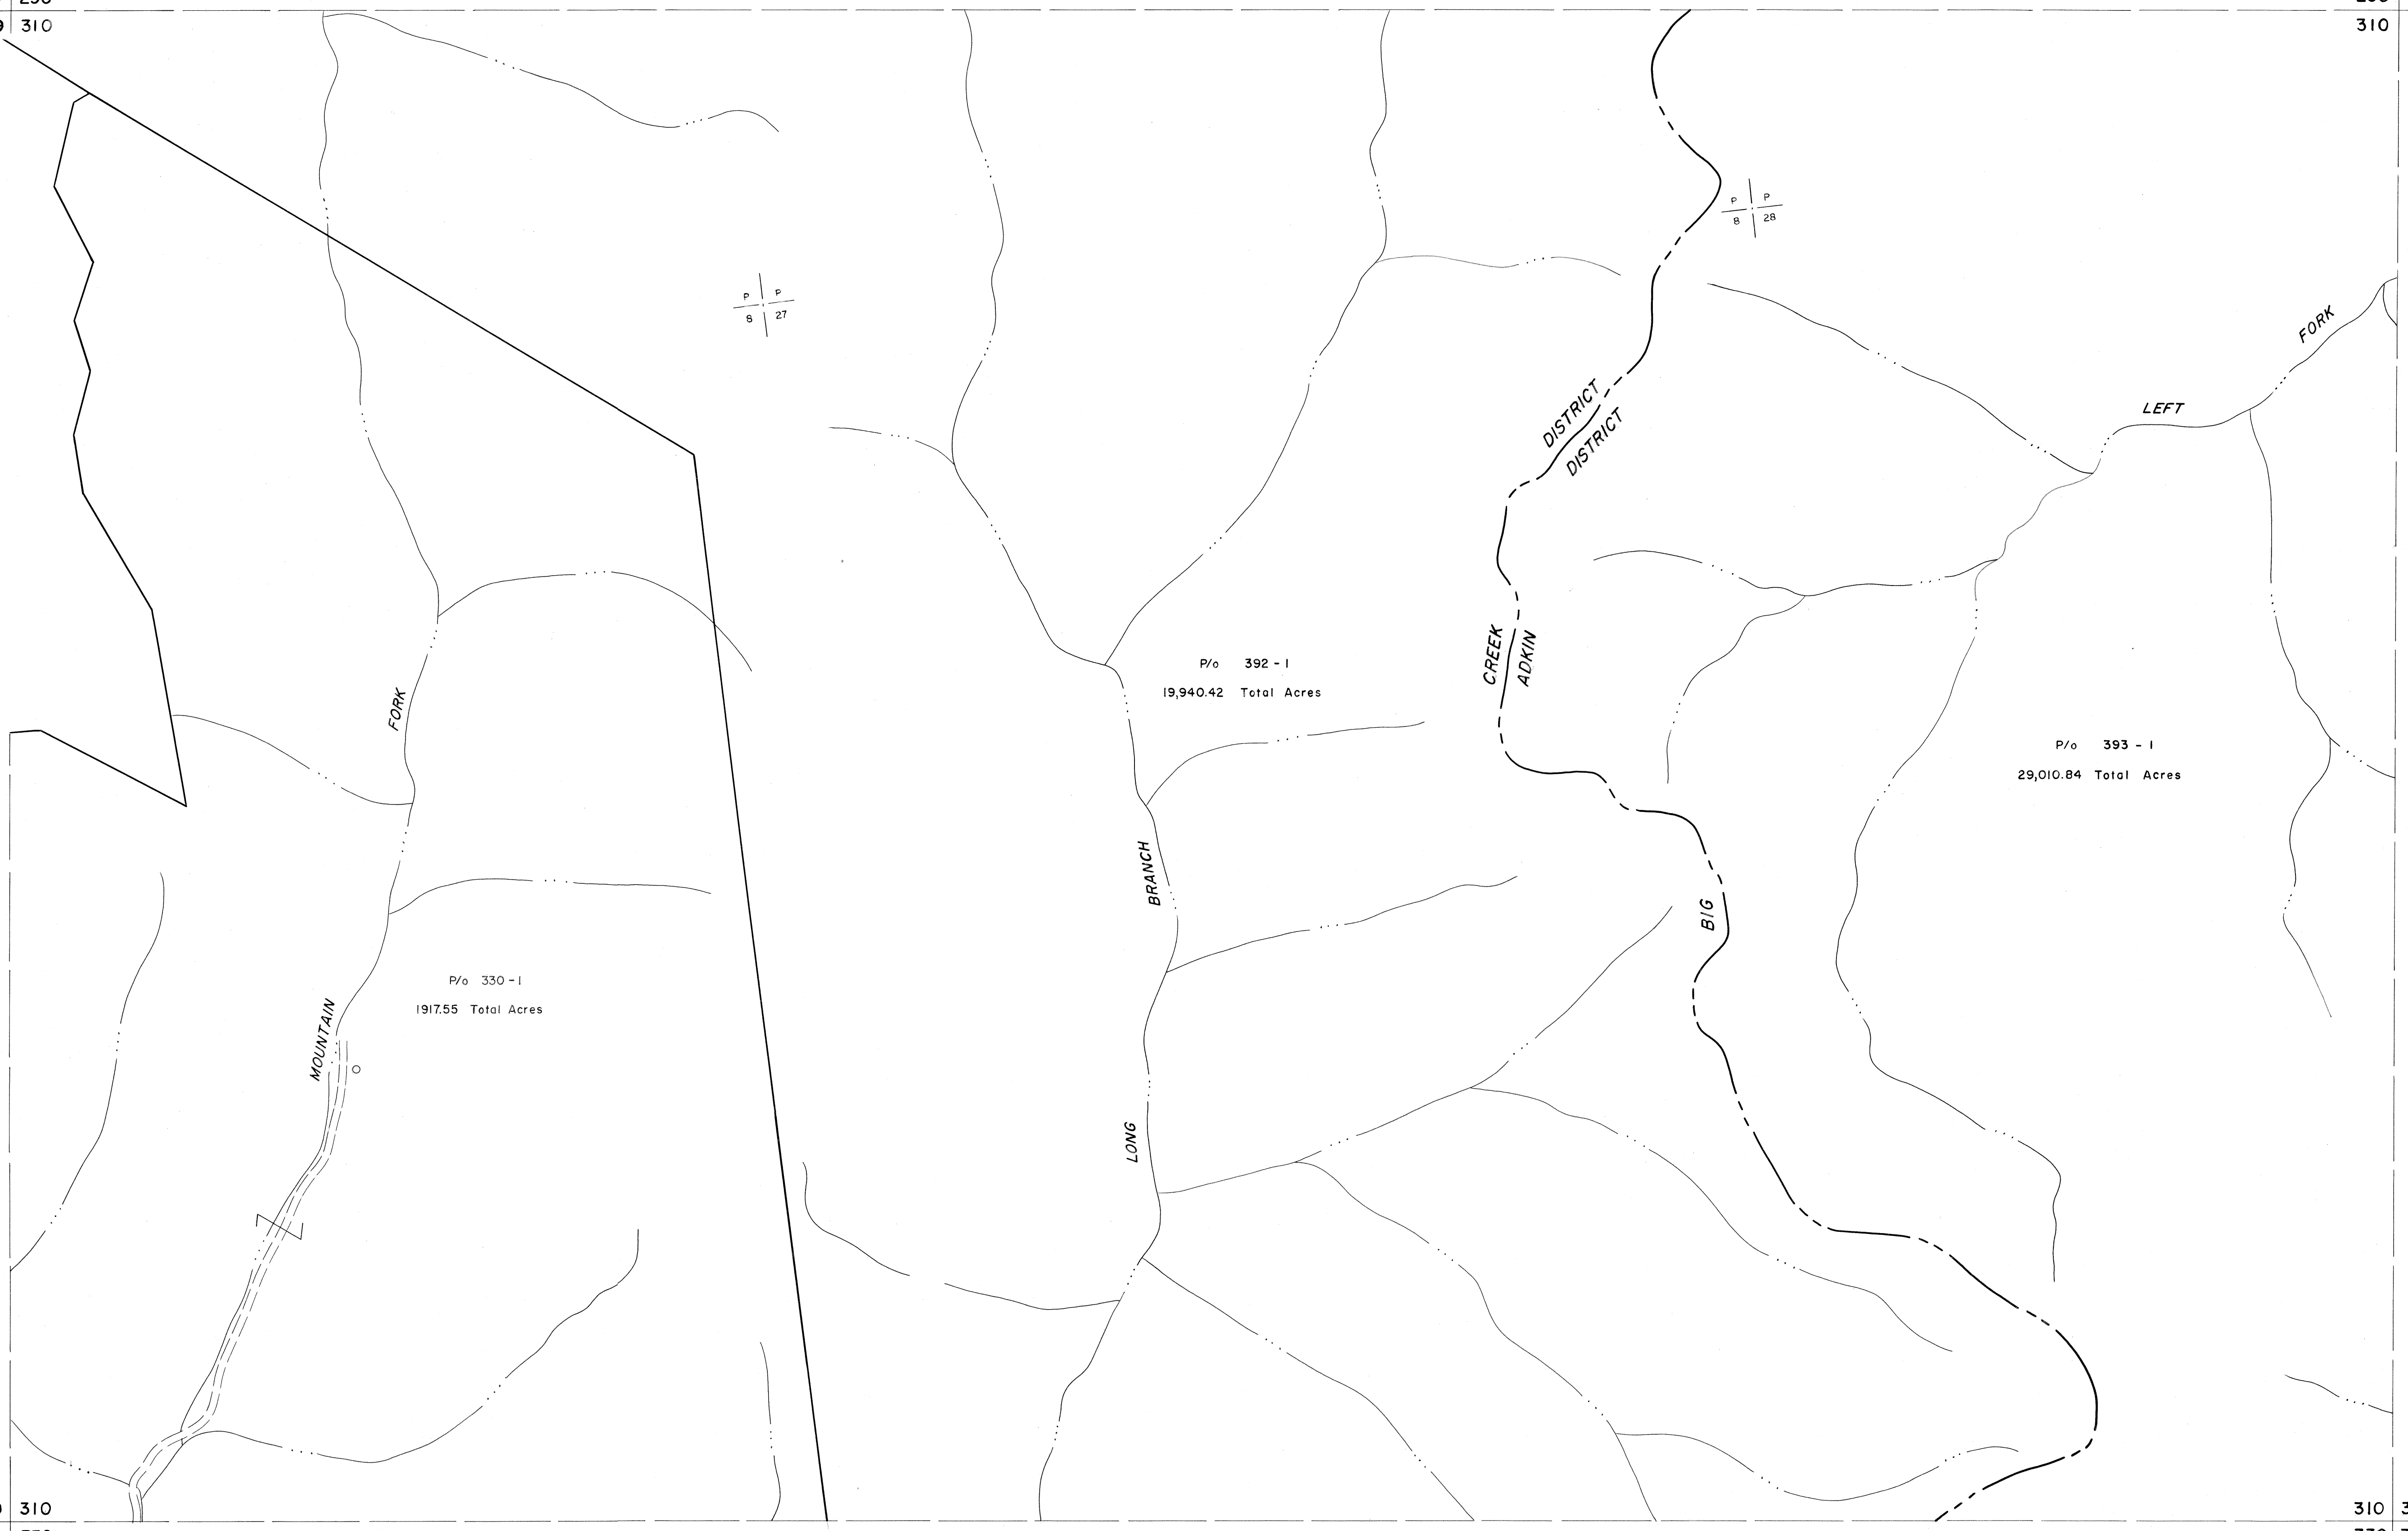 310
310
P P
8 28
P P
8 27
FORK
LEFT
DISTRICT
DISTRICT
CREEK
ADKIN
P/o 392-1
19,940.42 Total Acres
FORK
P/o 393-1
29,010.84 Total Acres
BRANCH
BIG
P/o 330-1
1917.55 Total Acres
MOUNTAIN
LONG
310
310